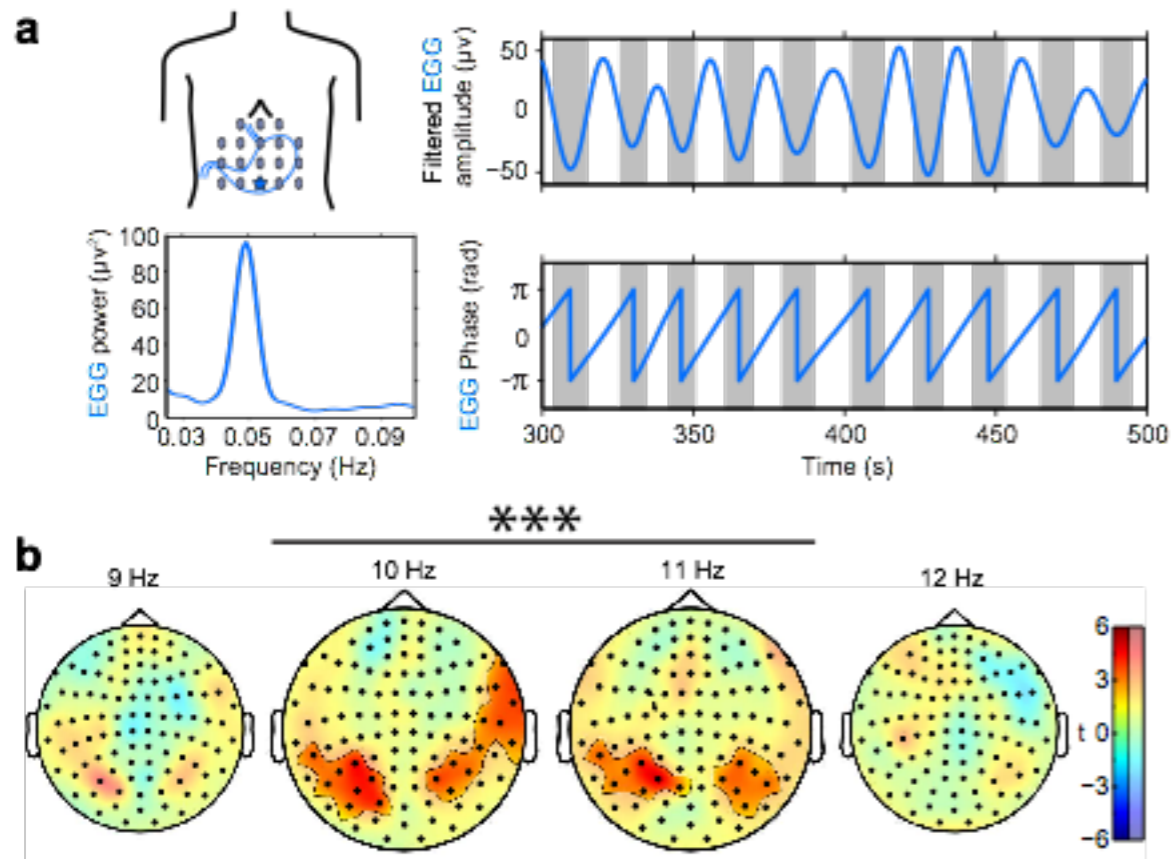 a
Filtered EGG
amplitude (μv)
50
0
−50
EGG power (μv²)
100
80
60
40
20
0
0.03 0.05 0.07 0.09
Frequency (Hz)
EGG Phase (rad)
π
0
−π
300 350 400 450 500
Time (s)
***
b
9 Hz 10 Hz 11 Hz 12 Hz
6
3
t 0
−3
−6